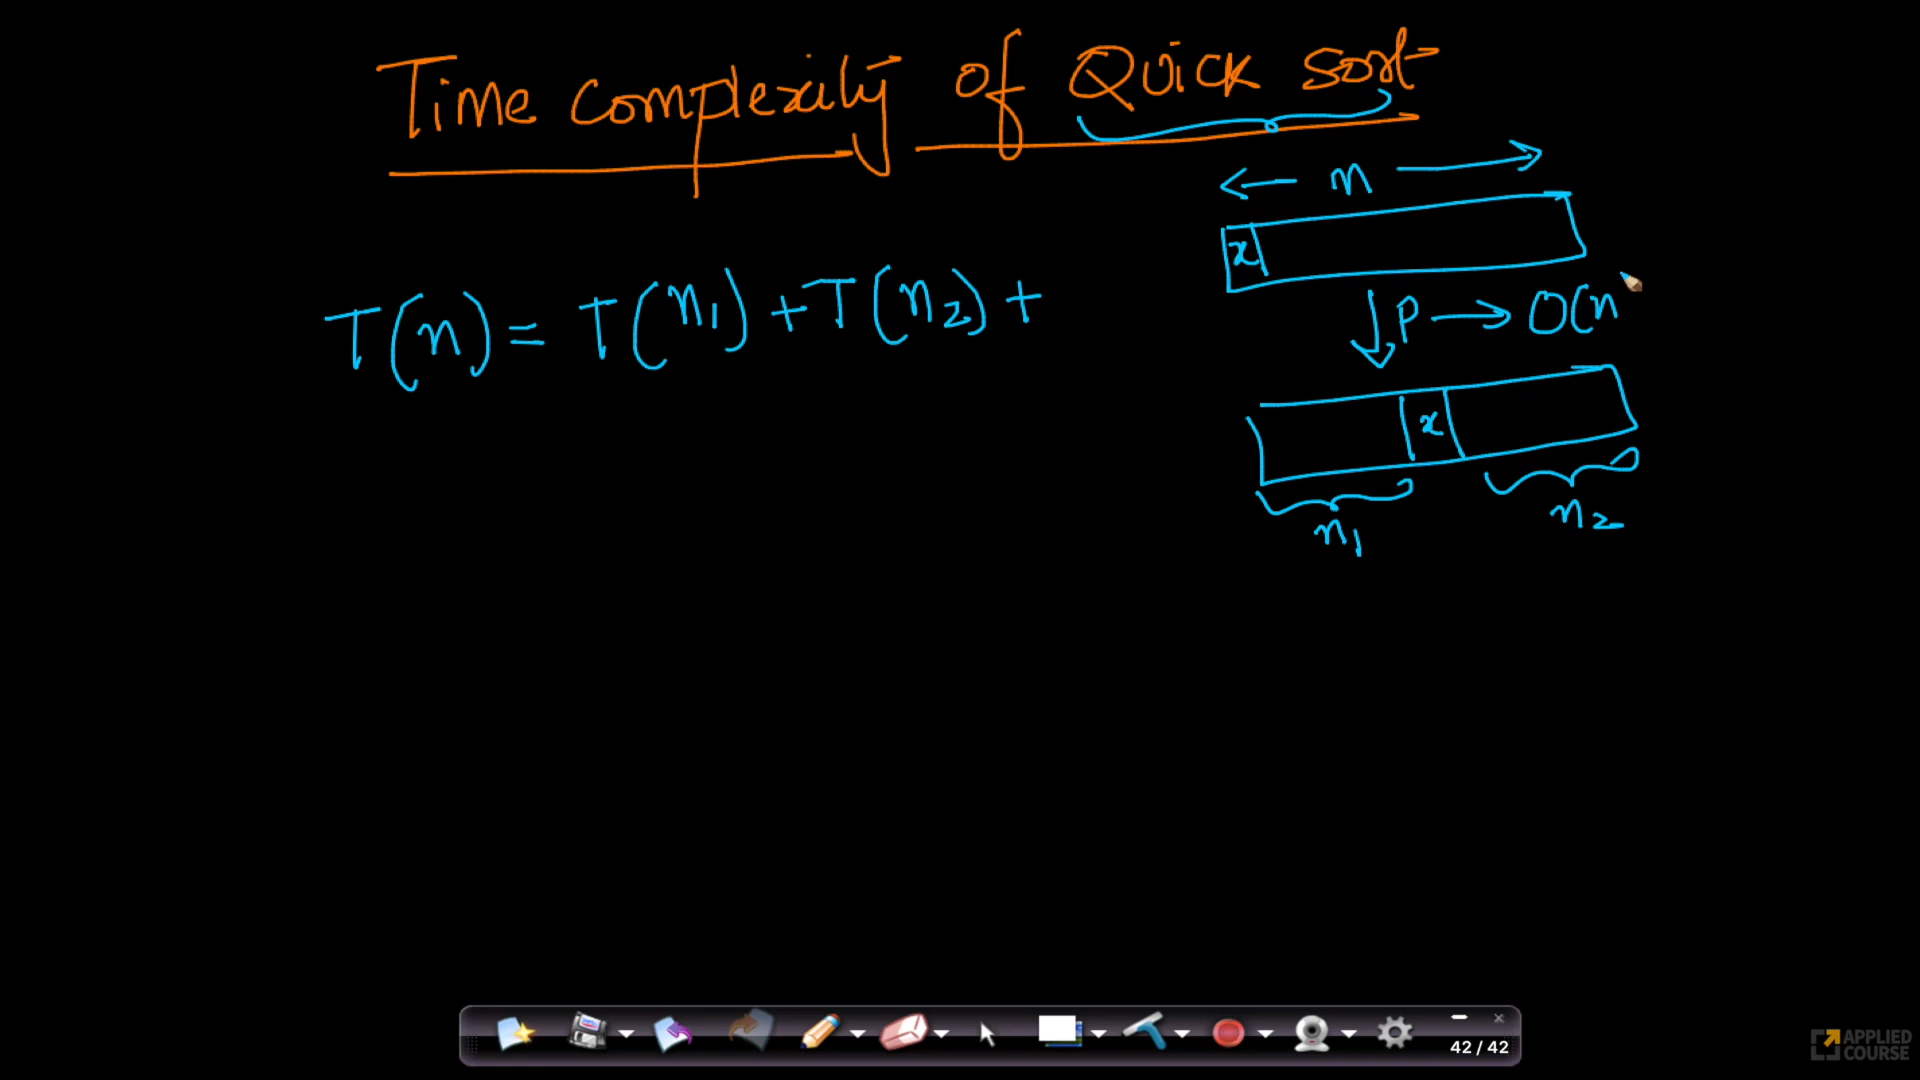 Time complexity of Quick sort
← n →
x
T(n) = T(n₁) + T(n₂) +
P → O(n
x
n₁
n₂
42 / 42
APPLIED
COURSE